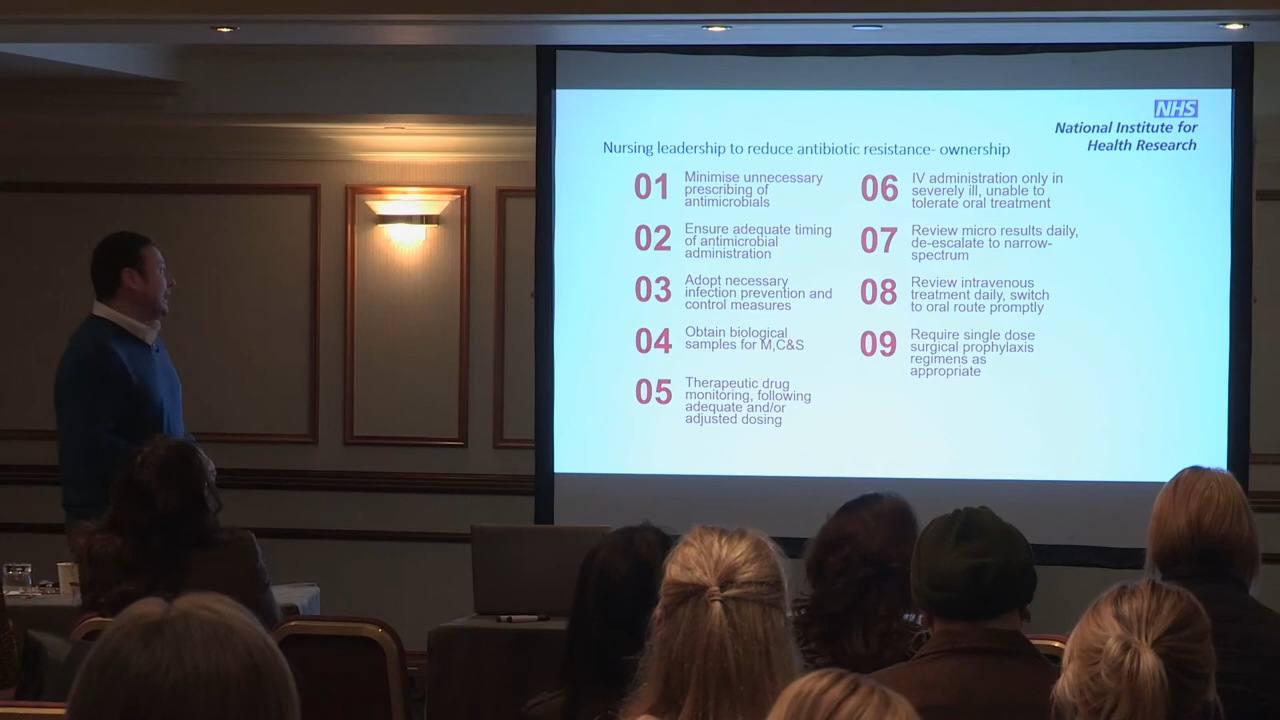 NHS
National Institute for
Health Research
Nursing leadership to reduce antibiotic resistance- ownership
01
Minimise unnecessary
prescribing of
antimicrobials
02
Ensure adequate timing
of antimicrobial
administration
03
Adopt necessary
infection prevention and
control measures
04
Obtain biological
samples for M,C&S
05
Therapeutic drug
monitoring, following
adequate and/or
adjusted dosing
06
IV administration only in
severely ill, unable to
tolerate oral treatment
07
Review micro results daily,
de-escalate to narrow-
spectrum
08
Review intravenous
treatment daily, switch
to oral route promptly
09
Require single dose
surgical prophylaxis
regimens as
appropriate